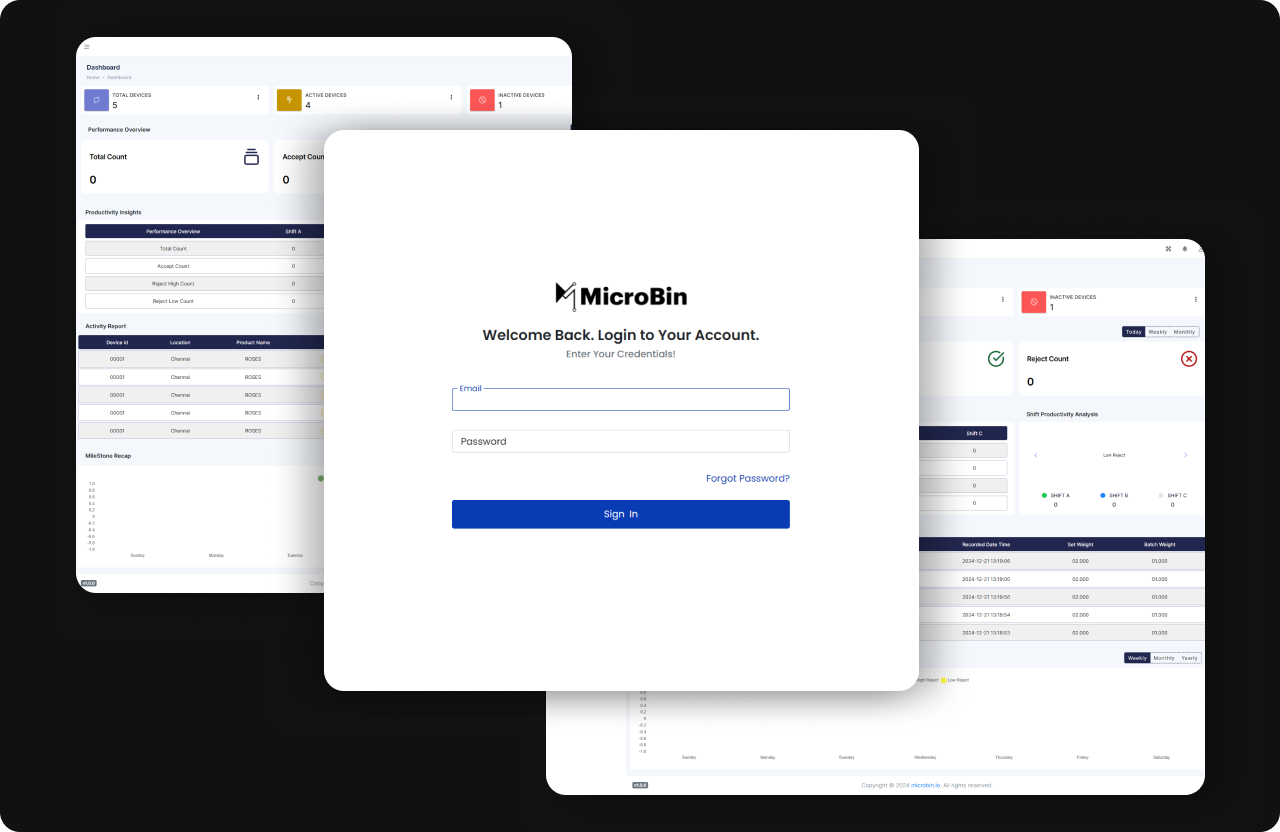 Dashboard
Home - Dashboard
TOTAL DEVICES
5
ACTIVE DEVICES
4
INACTIVE DEVICES
1
Performance Overview
Total Count
0
Accept Coun
0
Productivity Insights
Performance Overview Shift A
Total Count 0
Accept Count 0
Reject High Count 0
Reject Low Count 0
Activity Report
Device Id Location Product Name
00001 Chennai ROSES
00001 Chennai ROSES
00001 Chennai ROSES
00001 Chennai ROSES
00001 Chennai ROSES
MileStone Recap
1.0
0.8
0.6
0.4
0.2
0
-0.2
-0.4
-0.6
-0.8
-1.0
Sunday Monday Tuesday
v1.0.0
Copy
MicroBin
Welcome Back. Login to Your Account.
Enter Your Credentials!
Email
Password
Forgot Password?
Sign In
INACTIVE DEVICES
1
Today Weekly Monthly
Reject Count
0
Shift Productivity Analysis
Shift C
0
0
0
0
Low Reject
SHIFT A SHIFT B SHIFT C
0 0 0
Recorded Date Time Set Weight Batch Weight
2024-12-21 13:19:06 02.000 01.000
2024-12-21 13:19:00 02.000 01.000
2024-12-21 13:18:56 02.000 01.000
2024-12-21 13:18:54 02.000 01.000
2024-12-21 13:18:53 02.000 01.000
Weekly Monthly Yearly
Reject Low Reject
0.8
0.6
0.4
0.2
0
-0.2
-0.4
-0.6
-0.8
-1.0
Sunday Monday Tuesday Wednesday Thursday Friday Saturday
v1.0.0
Copyright © 2024 microbin.io. All rights reserved.